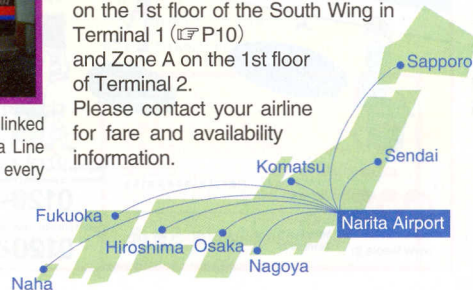 on the 1st floor of the South Wing in
Terminal 1 (☞P10)
and Zone A on the 1st floor
of Terminal 2.
Please contact your airline
for fare and availability
information.
linked
a Line
every
Sapporo
Sendai
Komatsu
Narita Airport
Fukuoka
Hiroshima
Osaka
Nagoya
Naha